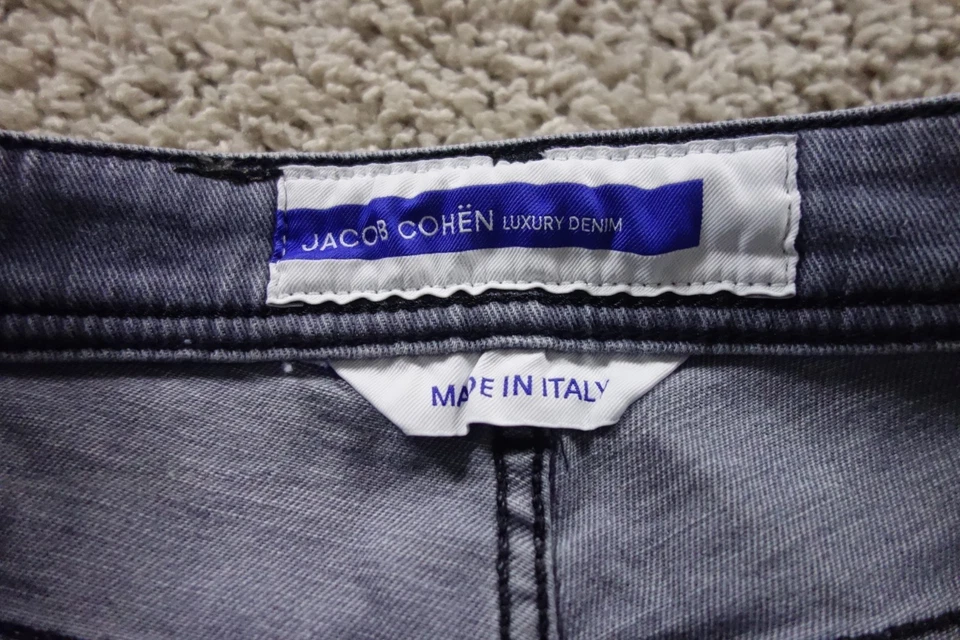 JACOB COHËN LUXURY DENIM
MADE IN ITALY